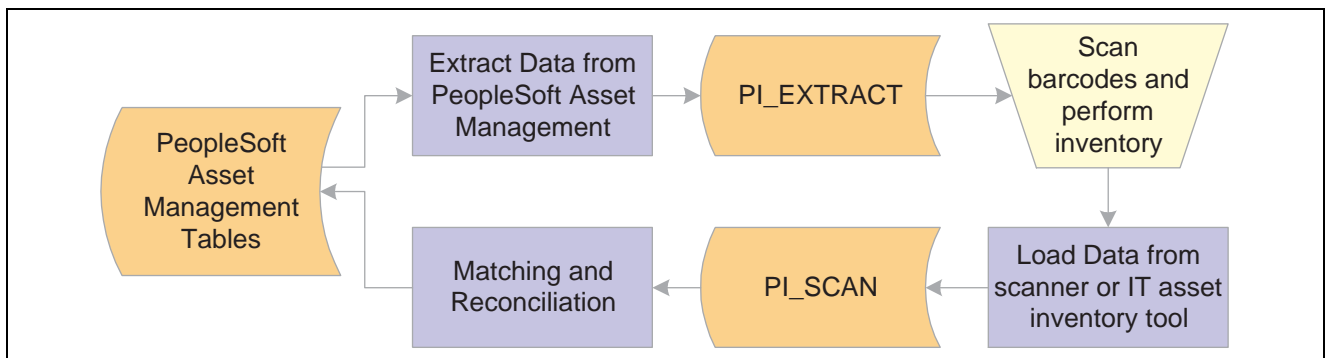 PeopleSoft
Asset
Management
Tables
Extract Data from
PeopleSoft Asset
Management
PI_EXTRACT
Scan
barcodes and
perform
inventory
Load Data from
scanner or IT asset
inventory tool
PI_SCAN
Matching and
Reconciliation